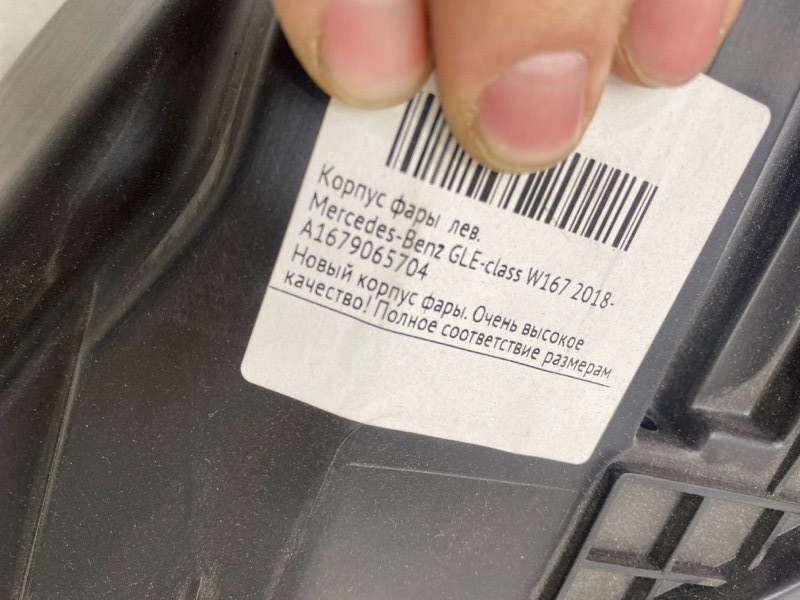 Корпус фары лев.
Mercedes-Benz GLE-class W167 2018-
A1679065704
Новый корпус фары. Очень высокое
качество! Полное соответствие размерам